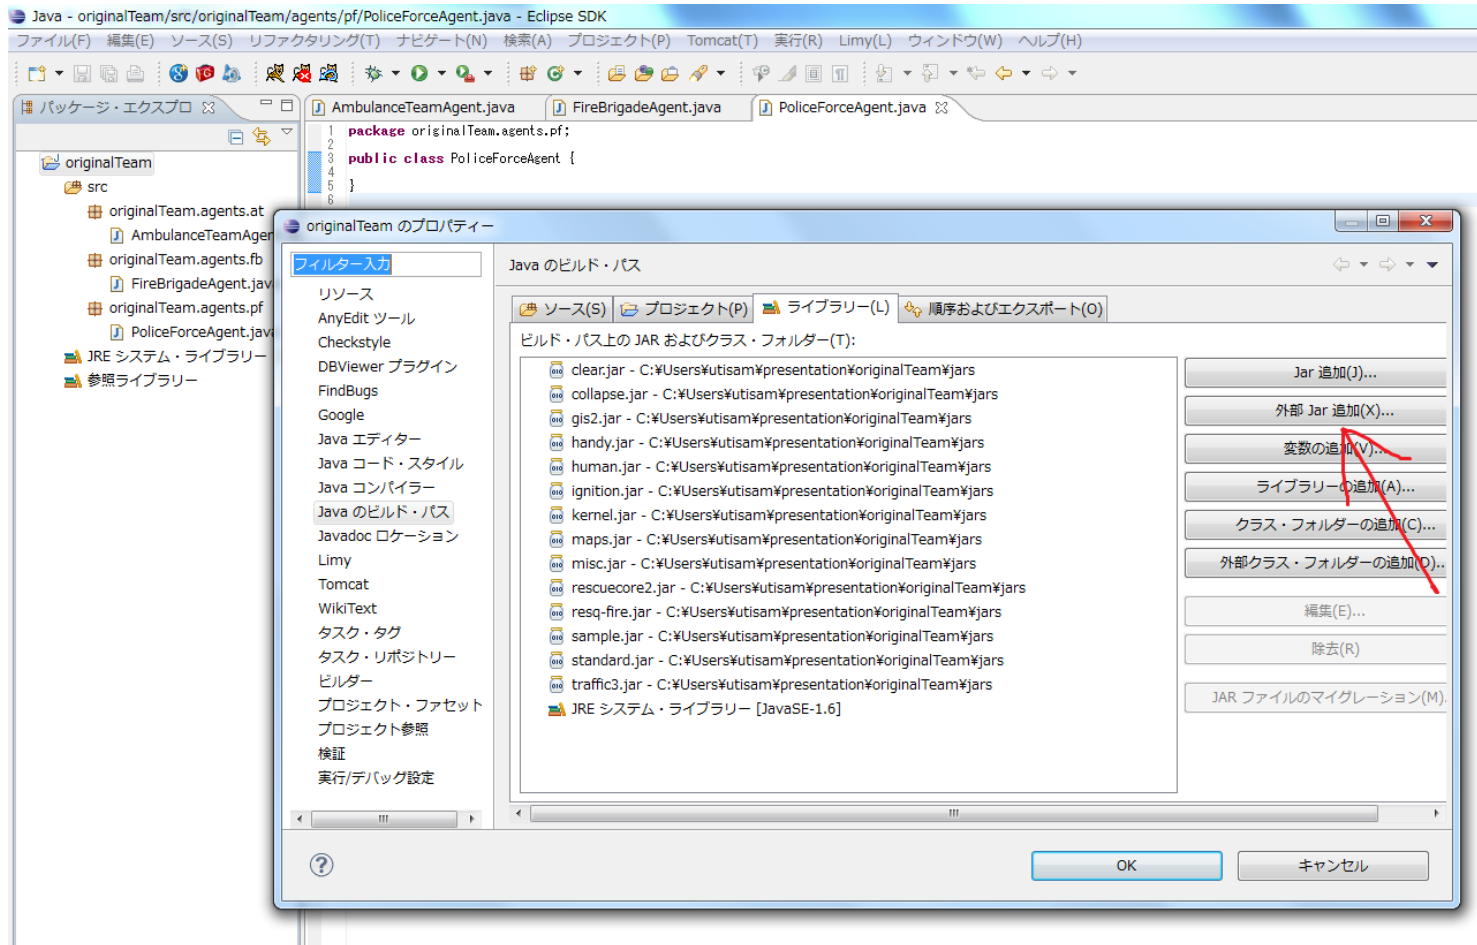 Java - originalTeam/src/originalTeam/agents/pf/PoliceForceAgent.java - Eclipse SDK
ファイル(F) 編集(E) ソース(S) リファクタリング(T) ナビゲート(N) 検索(A) プロジェクト(P) Tomcat(T) 実行(R) Limy(L) ウィンドウ(W) ヘルプ(H)
パッケージ・エクスプロ
AmbulanceTeamAgent.java FireBrigadeAgent.java PoliceForceAgent.java
originalTeam
src
originalTeam.agents.at
AmbulanceTeamAger
originalTeam.agents.fb
FireBrigadeAgent.java
originalTeam.agents.pf
PoliceForceAgent.java
JRE システム・ライブラリー
参照ライブラリー
1 package originalTeam.agents.pf;
2
3 public class PoliceForceAgent {
4
5 }
6
originalTeam のプロパティー
フィルター入力
リソース
AnyEdit ツール
Checkstyle
DBViewer プラグイン
FindBugs
Google
Java エディター
Java コード・スタイル
Java コンパイラー
Java のビルド・パス
Javadoc ロケーション
Limy
Tomcat
WikiText
タスク・タグ
タスク・リポジトリー
ビルダー
プロジェクト・ファセット
プロジェクト参照
検証
実行/デバッグ設定
Java のビルド・パス
ソース(S) プロジェクト(P) ライブラリー(L) 順序およびエクスポート(O)
ビルド・パス上の JAR およびクラス・フォルダー(T):
clear.jar - C:¥Users¥utisam¥presentation¥originalTeam¥jars
collapse.jar - C:¥Users¥utisam¥presentation¥originalTeam¥jars
gis2.jar - C:¥Users¥utisam¥presentation¥originalTeam¥jars
handy.jar - C:¥Users¥utisam¥presentation¥originalTeam¥jars
human.jar - C:¥Users¥utisam¥presentation¥originalTeam¥jars
ignition.jar - C:¥Users¥utisam¥presentation¥originalTeam¥jars
kernel.jar - C:¥Users¥utisam¥presentation¥originalTeam¥jars
maps.jar - C:¥Users¥utisam¥presentation¥originalTeam¥jars
misc.jar - C:¥Users¥utisam¥presentation¥originalTeam¥jars
rescuecore2.jar - C:¥Users¥utisam¥presentation¥originalTeam¥jars
resq-fire.jar - C:¥Users¥utisam¥presentation¥originalTeam¥jars
sample.jar - C:¥Users¥utisam¥presentation¥originalTeam¥jars
standard.jar - C:¥Users¥utisam¥presentation¥originalTeam¥jars
traffic3.jar - C:¥Users¥utisam¥presentation¥originalTeam¥jars
JRE システム・ライブラリー [JavaSE-1.6]
Jar 追加(J)...
外部 Jar 追加(X)...
変数の追加(V)...
ライブラリーの追加(A)...
クラス・フォルダーの追加(C)...
外部クラス・フォルダーの追加(D)..
編集(E)...
除去(R)
JAR ファイルのマイグレーション(M).
OK キャンセル